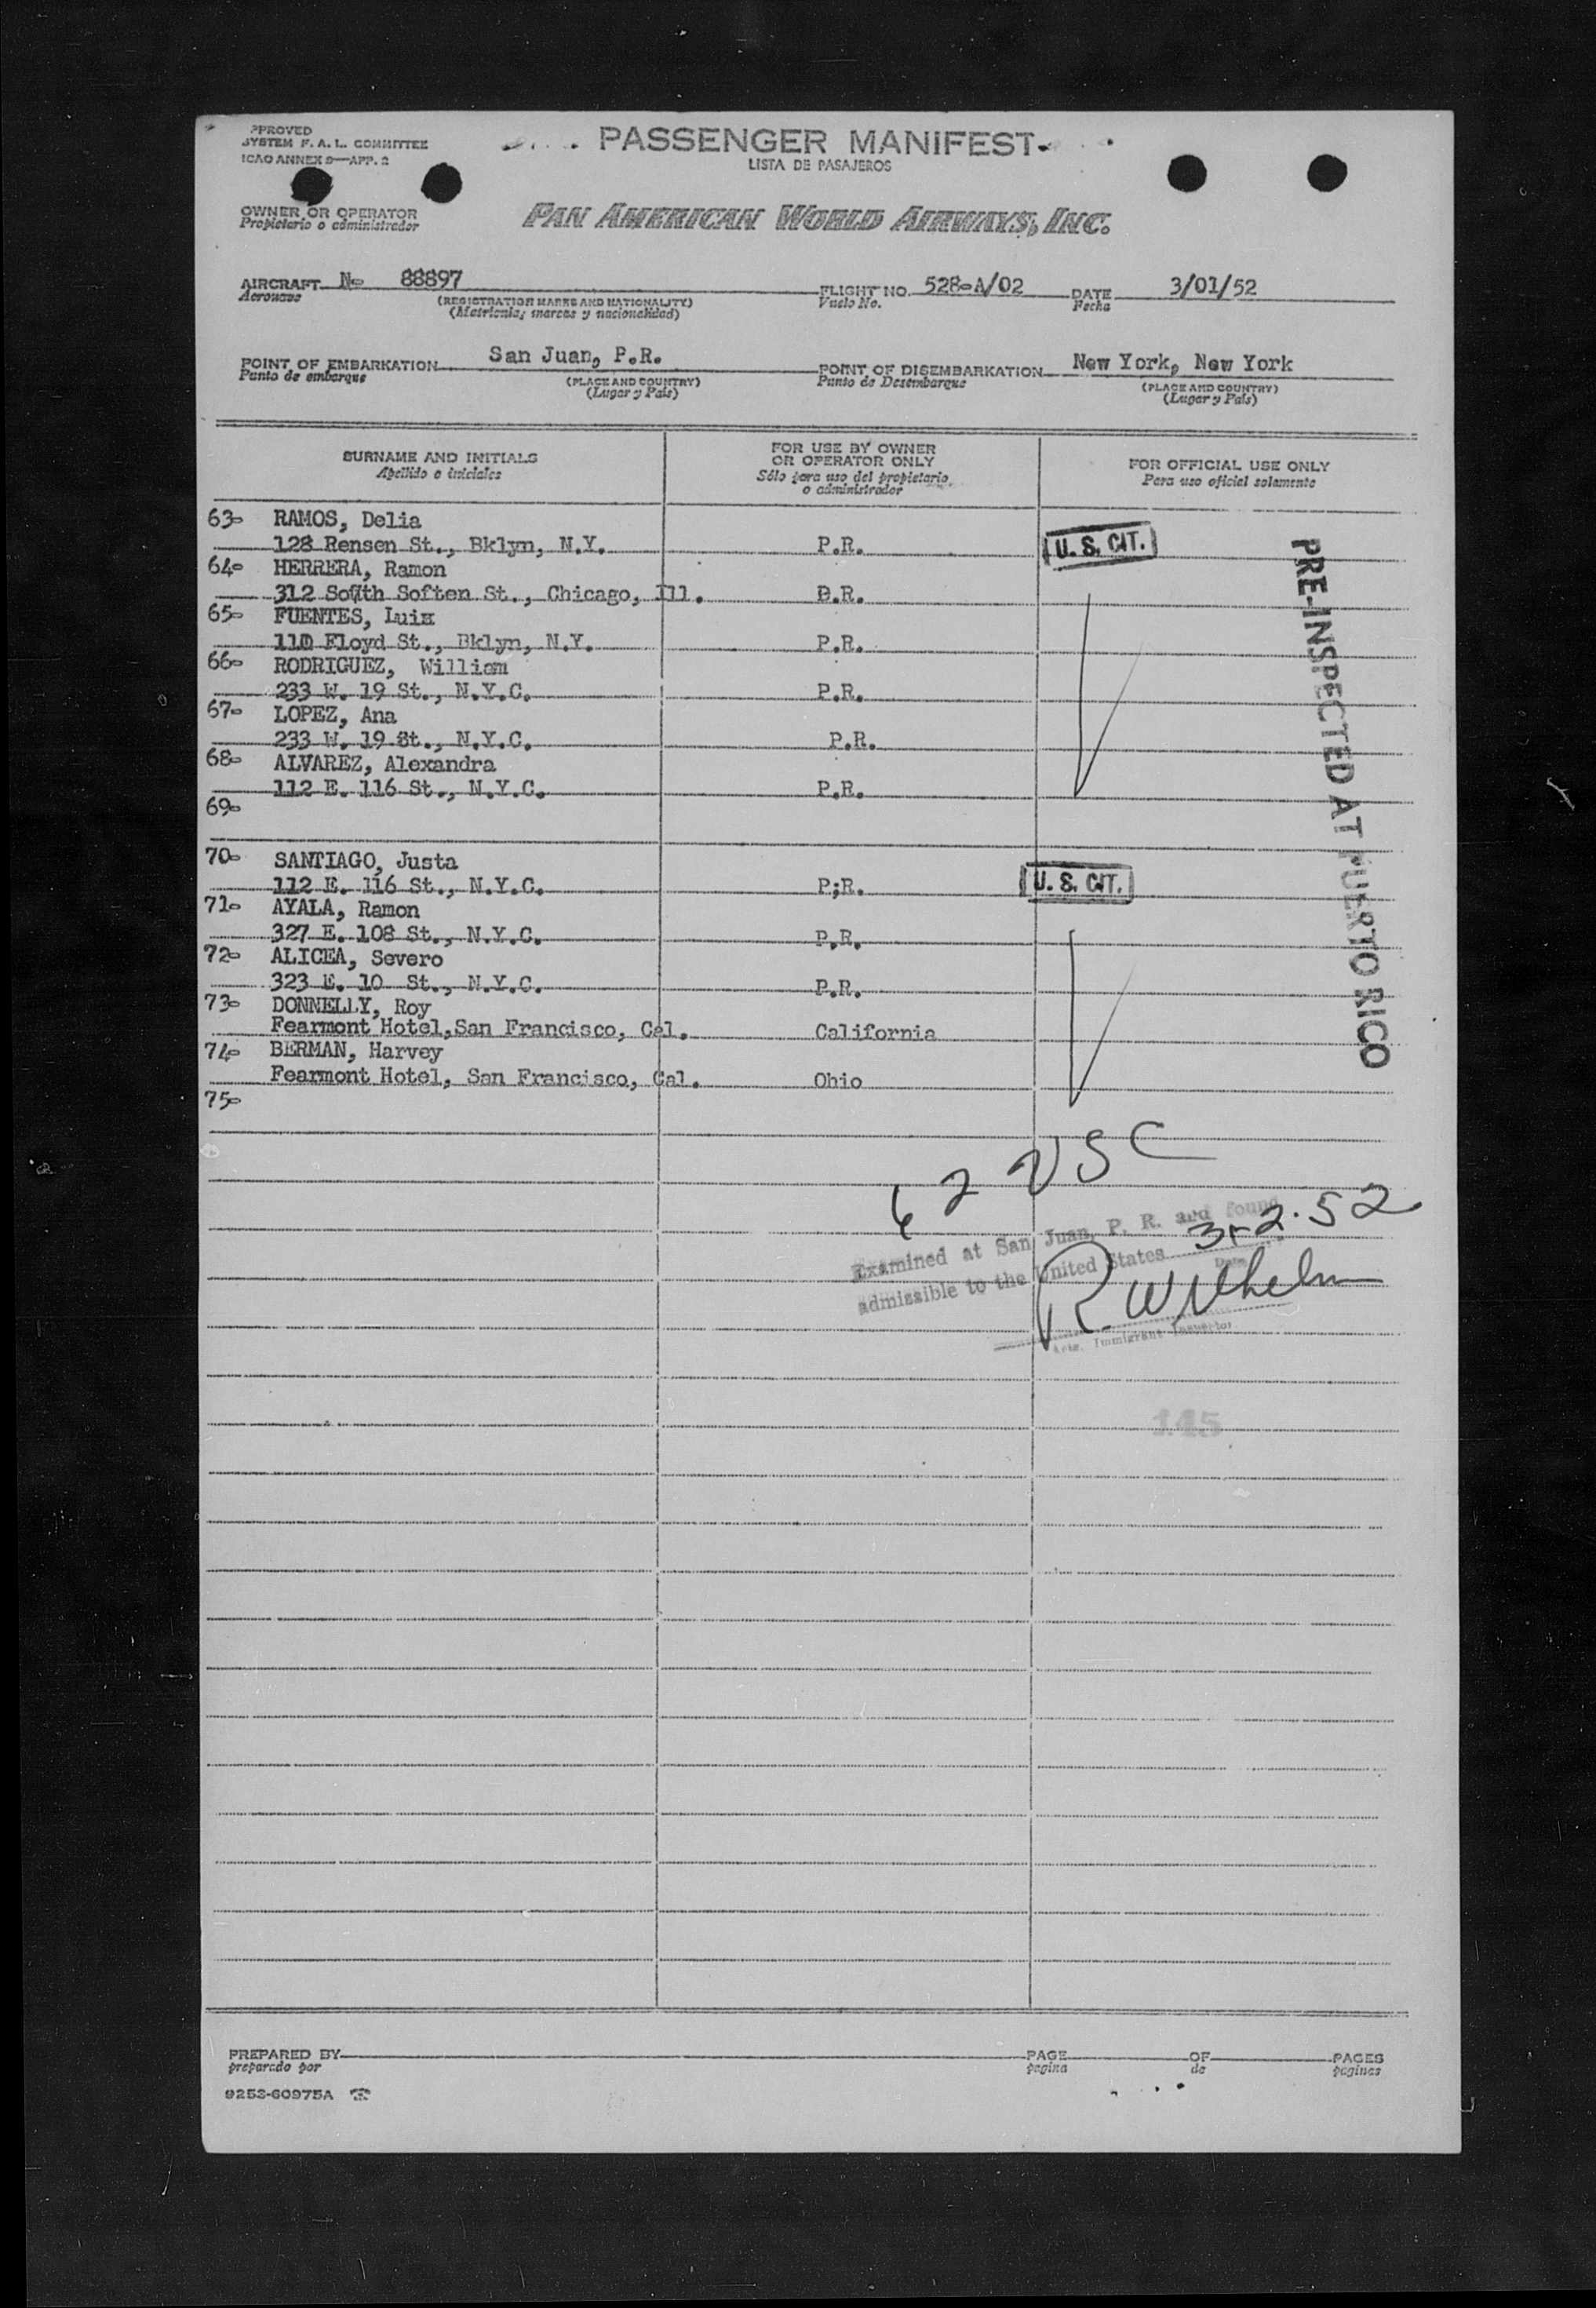 PPROVED
SYSTEM F. A. L. COMMITTEE
ICAO ANNEX 9—APP. 2
PASSENGER MANIFEST
LISTA DE PASAJEROS
OWNER OR OPERATOR
Propietario o administrador
PAN AMERICAN WORLD AIRWAYS, INC.
AIRCRAFT N- 88897
Aeronave
(REGISTRATION MARKS AND NATIONALITY)
(Matrícula; marcas y nacionalidad)
FLIGHT NO. 528-A/02
Vuelo No.
DATE 3/01/52
Fecha
POINT OF EMBARKATION San Juan, P.R.
Punto de embarque
(PLACE AND COUNTRY)
(Lugar y País)
POINT OF DISEMBARKATION New York, New York
Punto de Desembarque
(PLACE AND COUNTRY)
(Lugar y País)
SURNAME AND INITIALS
Apellido e iniciales
FOR USE BY OWNER
OR OPERATOR ONLY
Sólo para uso del propietario
o administrador
FOR OFFICIAL USE ONLY
Para uso oficial solamente
63- RAMOS, Delia
128 Rensen St., Bklyn, N.Y. P.R. U. S. CIT.
64- HERRERA, Ramon
312 South Soften St., Chicago, Ill. P.R.
65- FUENTES, Luix
110 Floyd St., Bklyn, N.Y. P.R.
66- RODRIGUEZ, William
233 W. 19 St., N.Y.C. P.R.
67- LOPEZ, Ana
233 W. 19 St., N.Y.C. P.R.
68- ALVAREZ, Alexandra
112 E. 116 St., N.Y.C. P.R.
69-
70- SANTIAGO, Justa
112 E. 116 St., N.Y.C. P;R. U. S. CIT.
71- AYALA, Ramon
327 E. 108 St., N.Y.C. P.R.
72- ALICEA, Severo
323 E. 10 St., N.Y.C. P.R.
73- DONNELLY, Roy
Fearmont Hotel, San Francisco, Cal. California
74- BERMAN, Harvey
Fearmont Hotel, San Francisco, Cal. Ohio
75-
PRE-INSPECTED AT PUERTO RICO
62 USC
Examined at San Juan, P. R. and found
admissible to the United States 3-2-52
Date
R. Wilhelm
Actg. Immigrant Inspector
145
PREPARED BY
preparado por
PAGE OF PAGES
pagina de paginas
9253-60975A